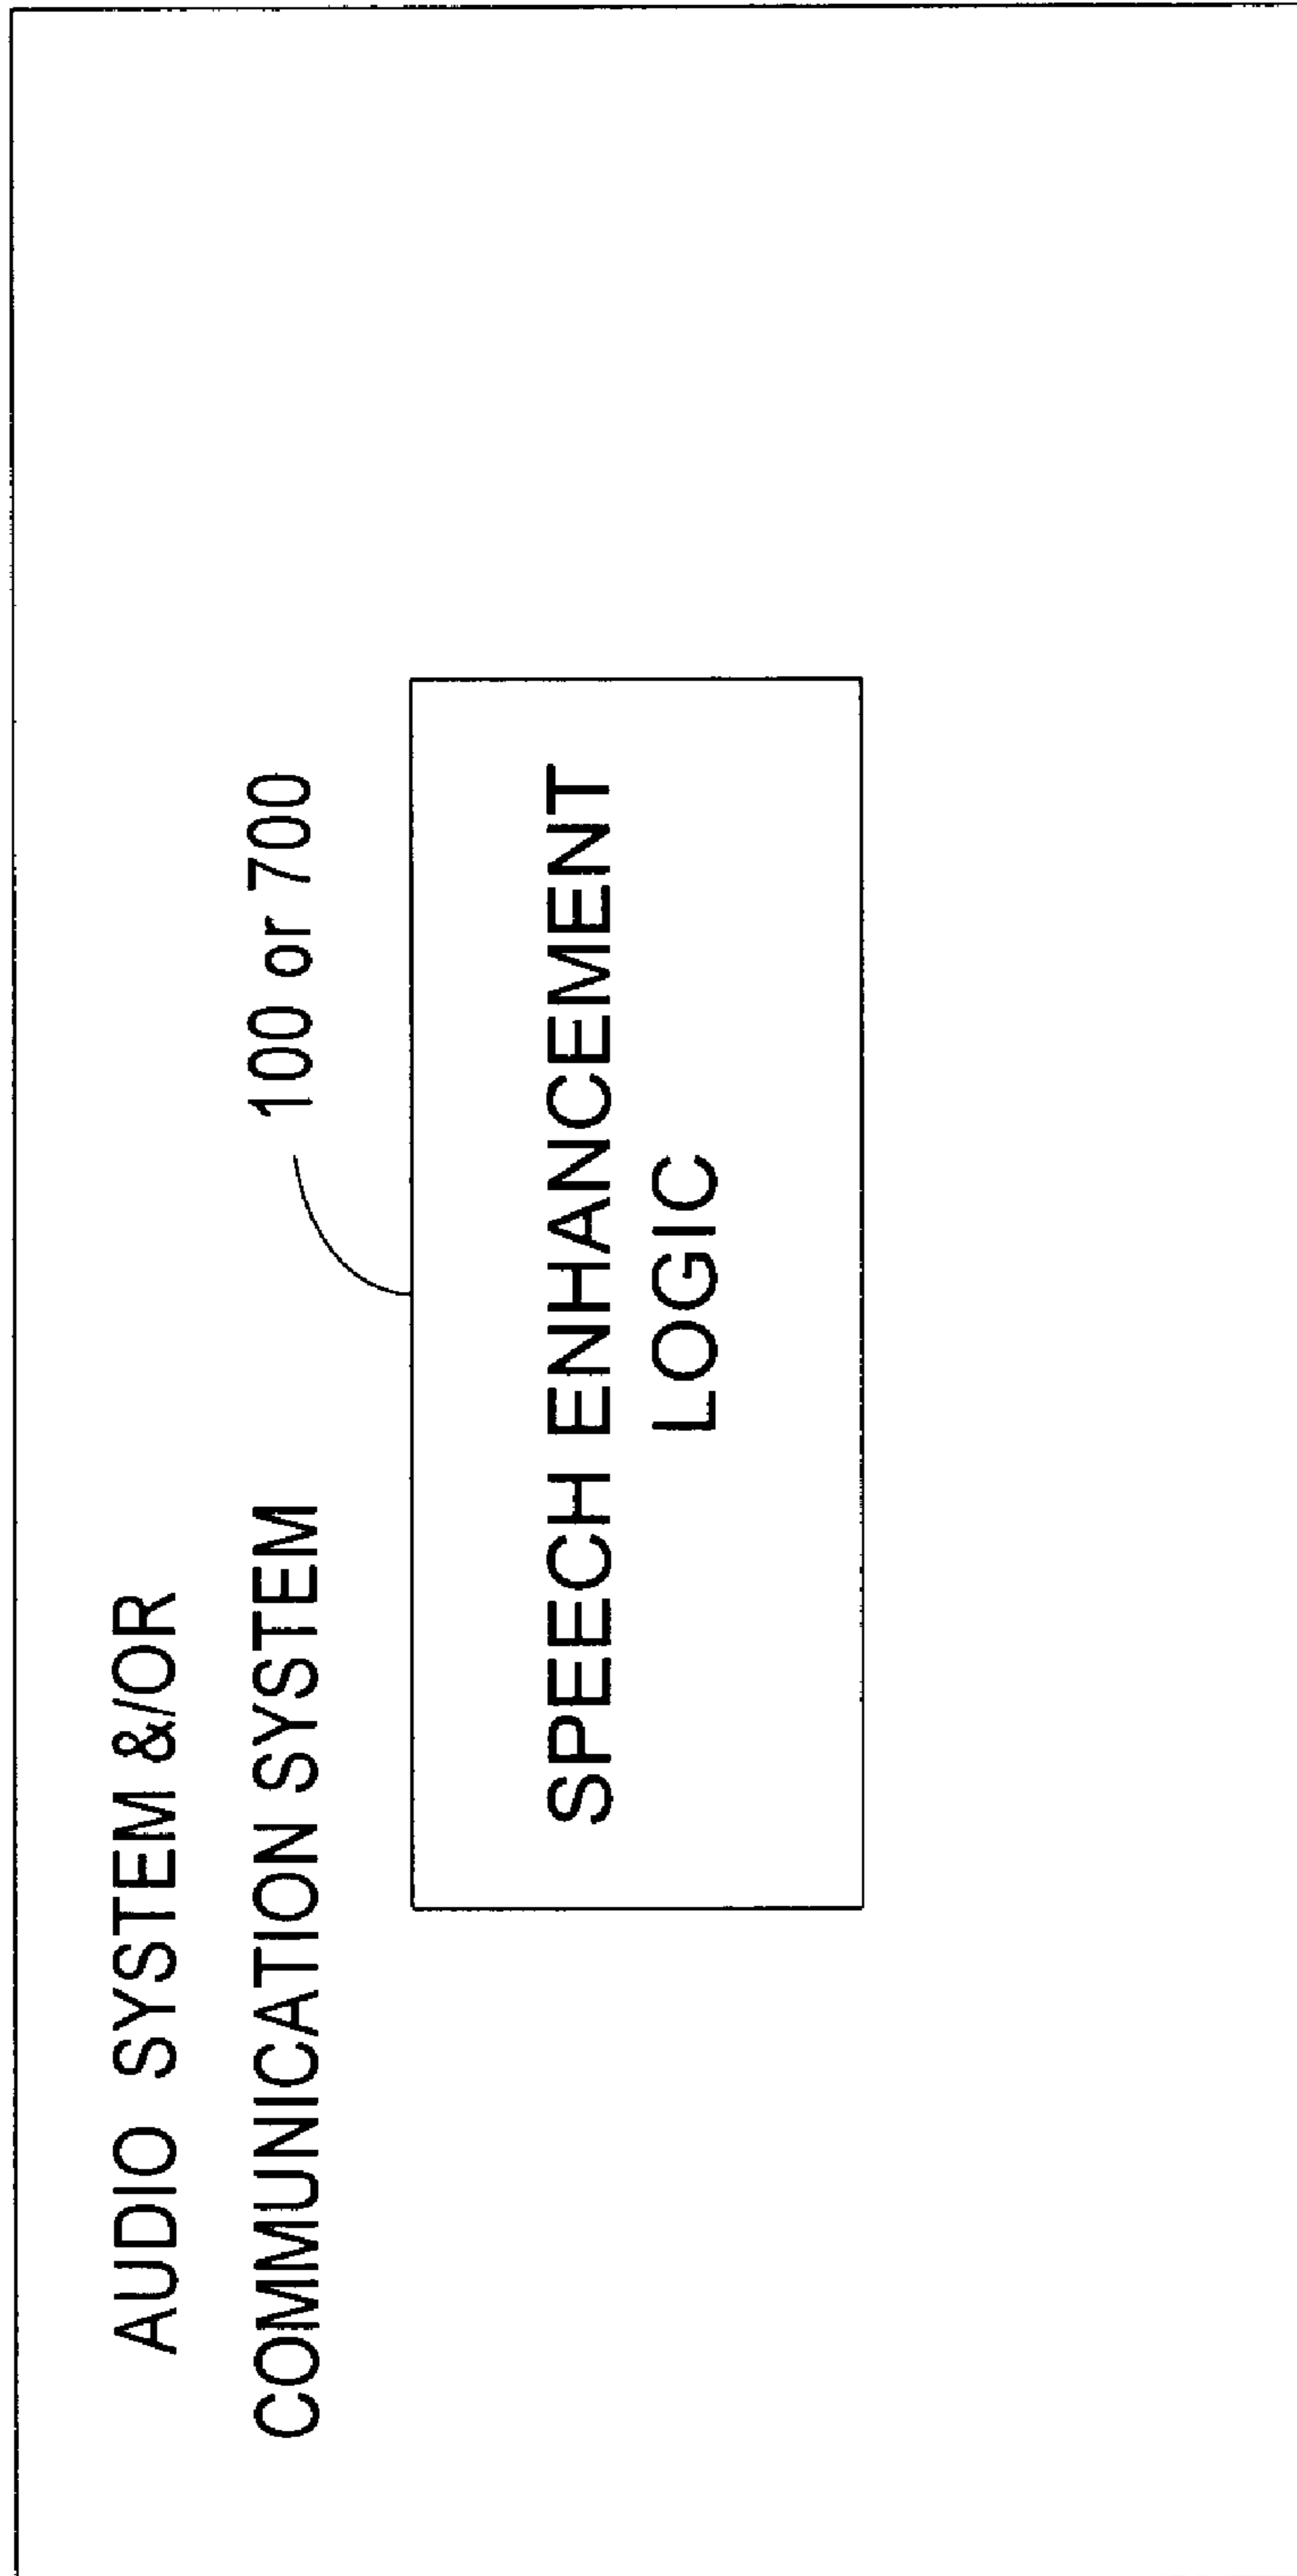 AUDIO SYSTEM &/OR
COMMUNICATION SYSTEM
100 or 700
SPEECH ENHANCEMENT
LOGIC